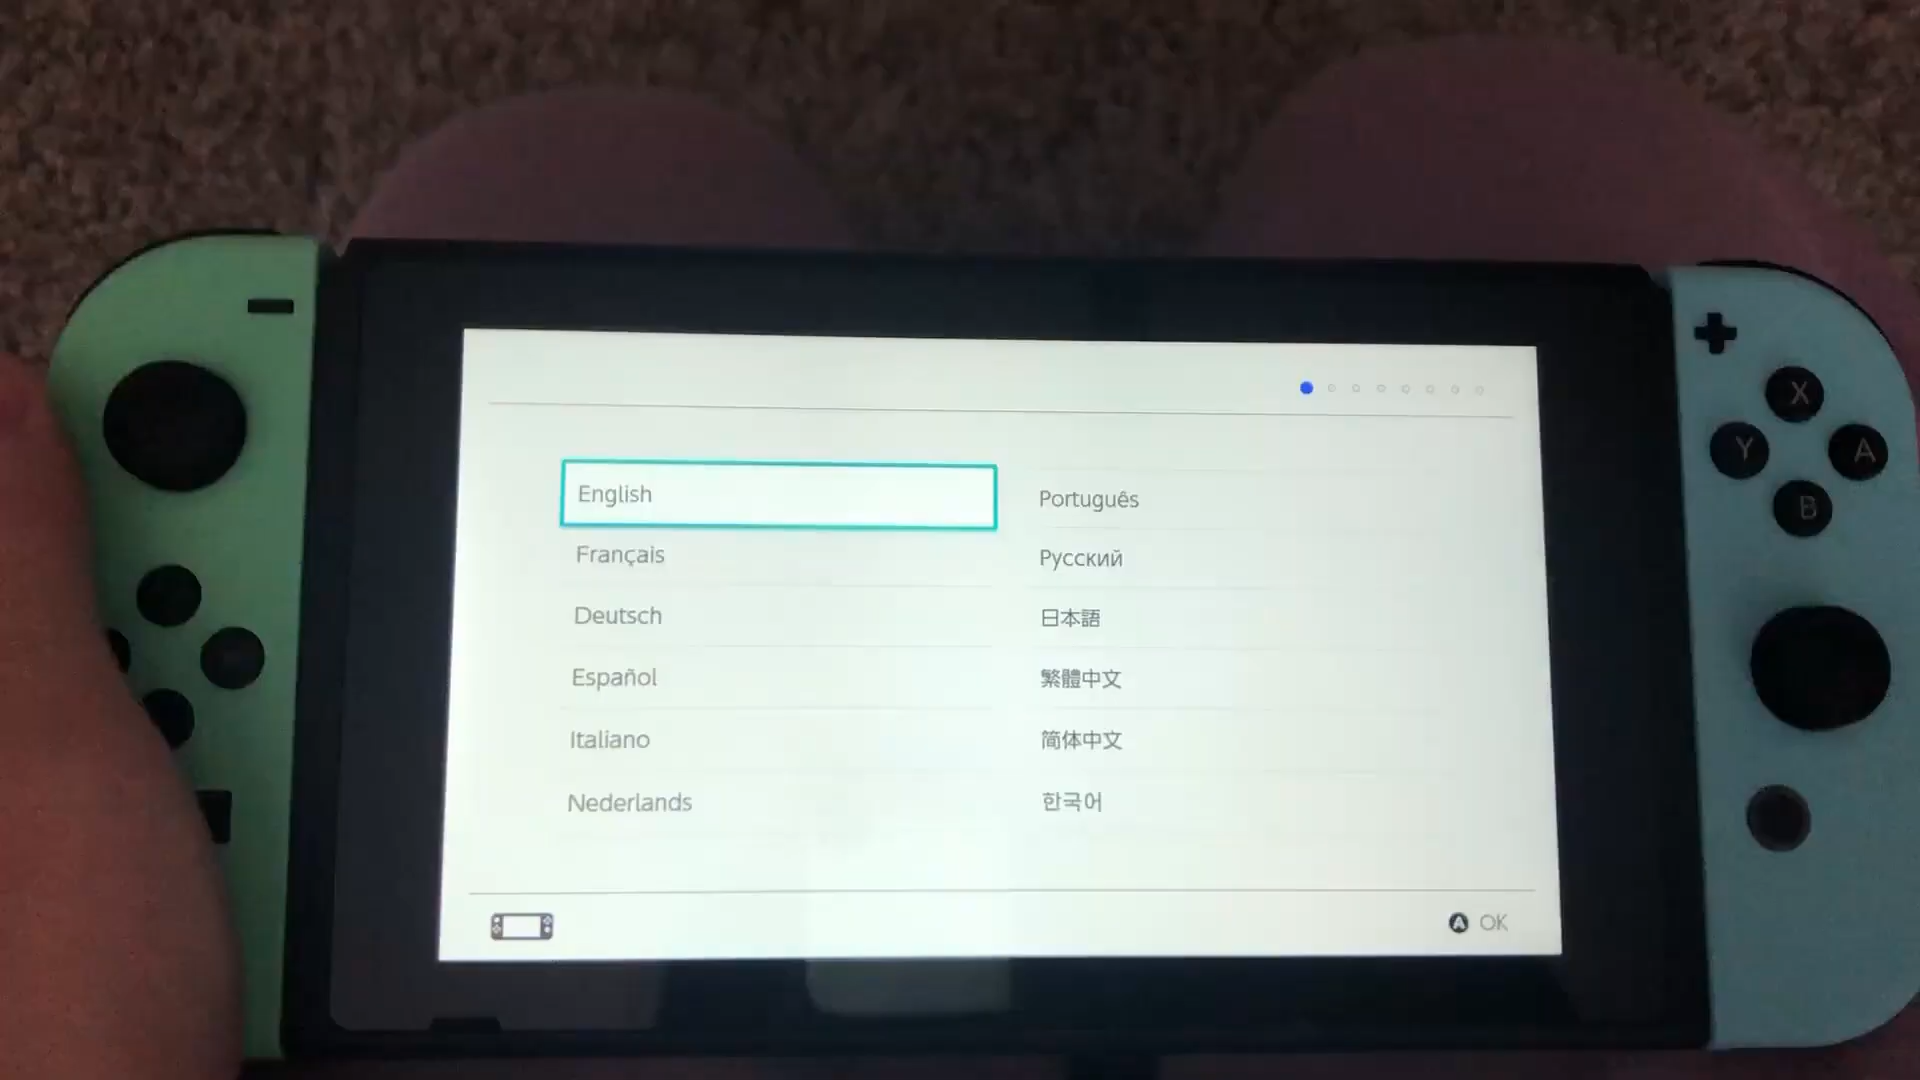 English
Français
Deutsch
Español
Italiano
Nederlands
Português
Русский
日本語
繁體中文
简体中文
한국어
A OK
X
Y
A
B